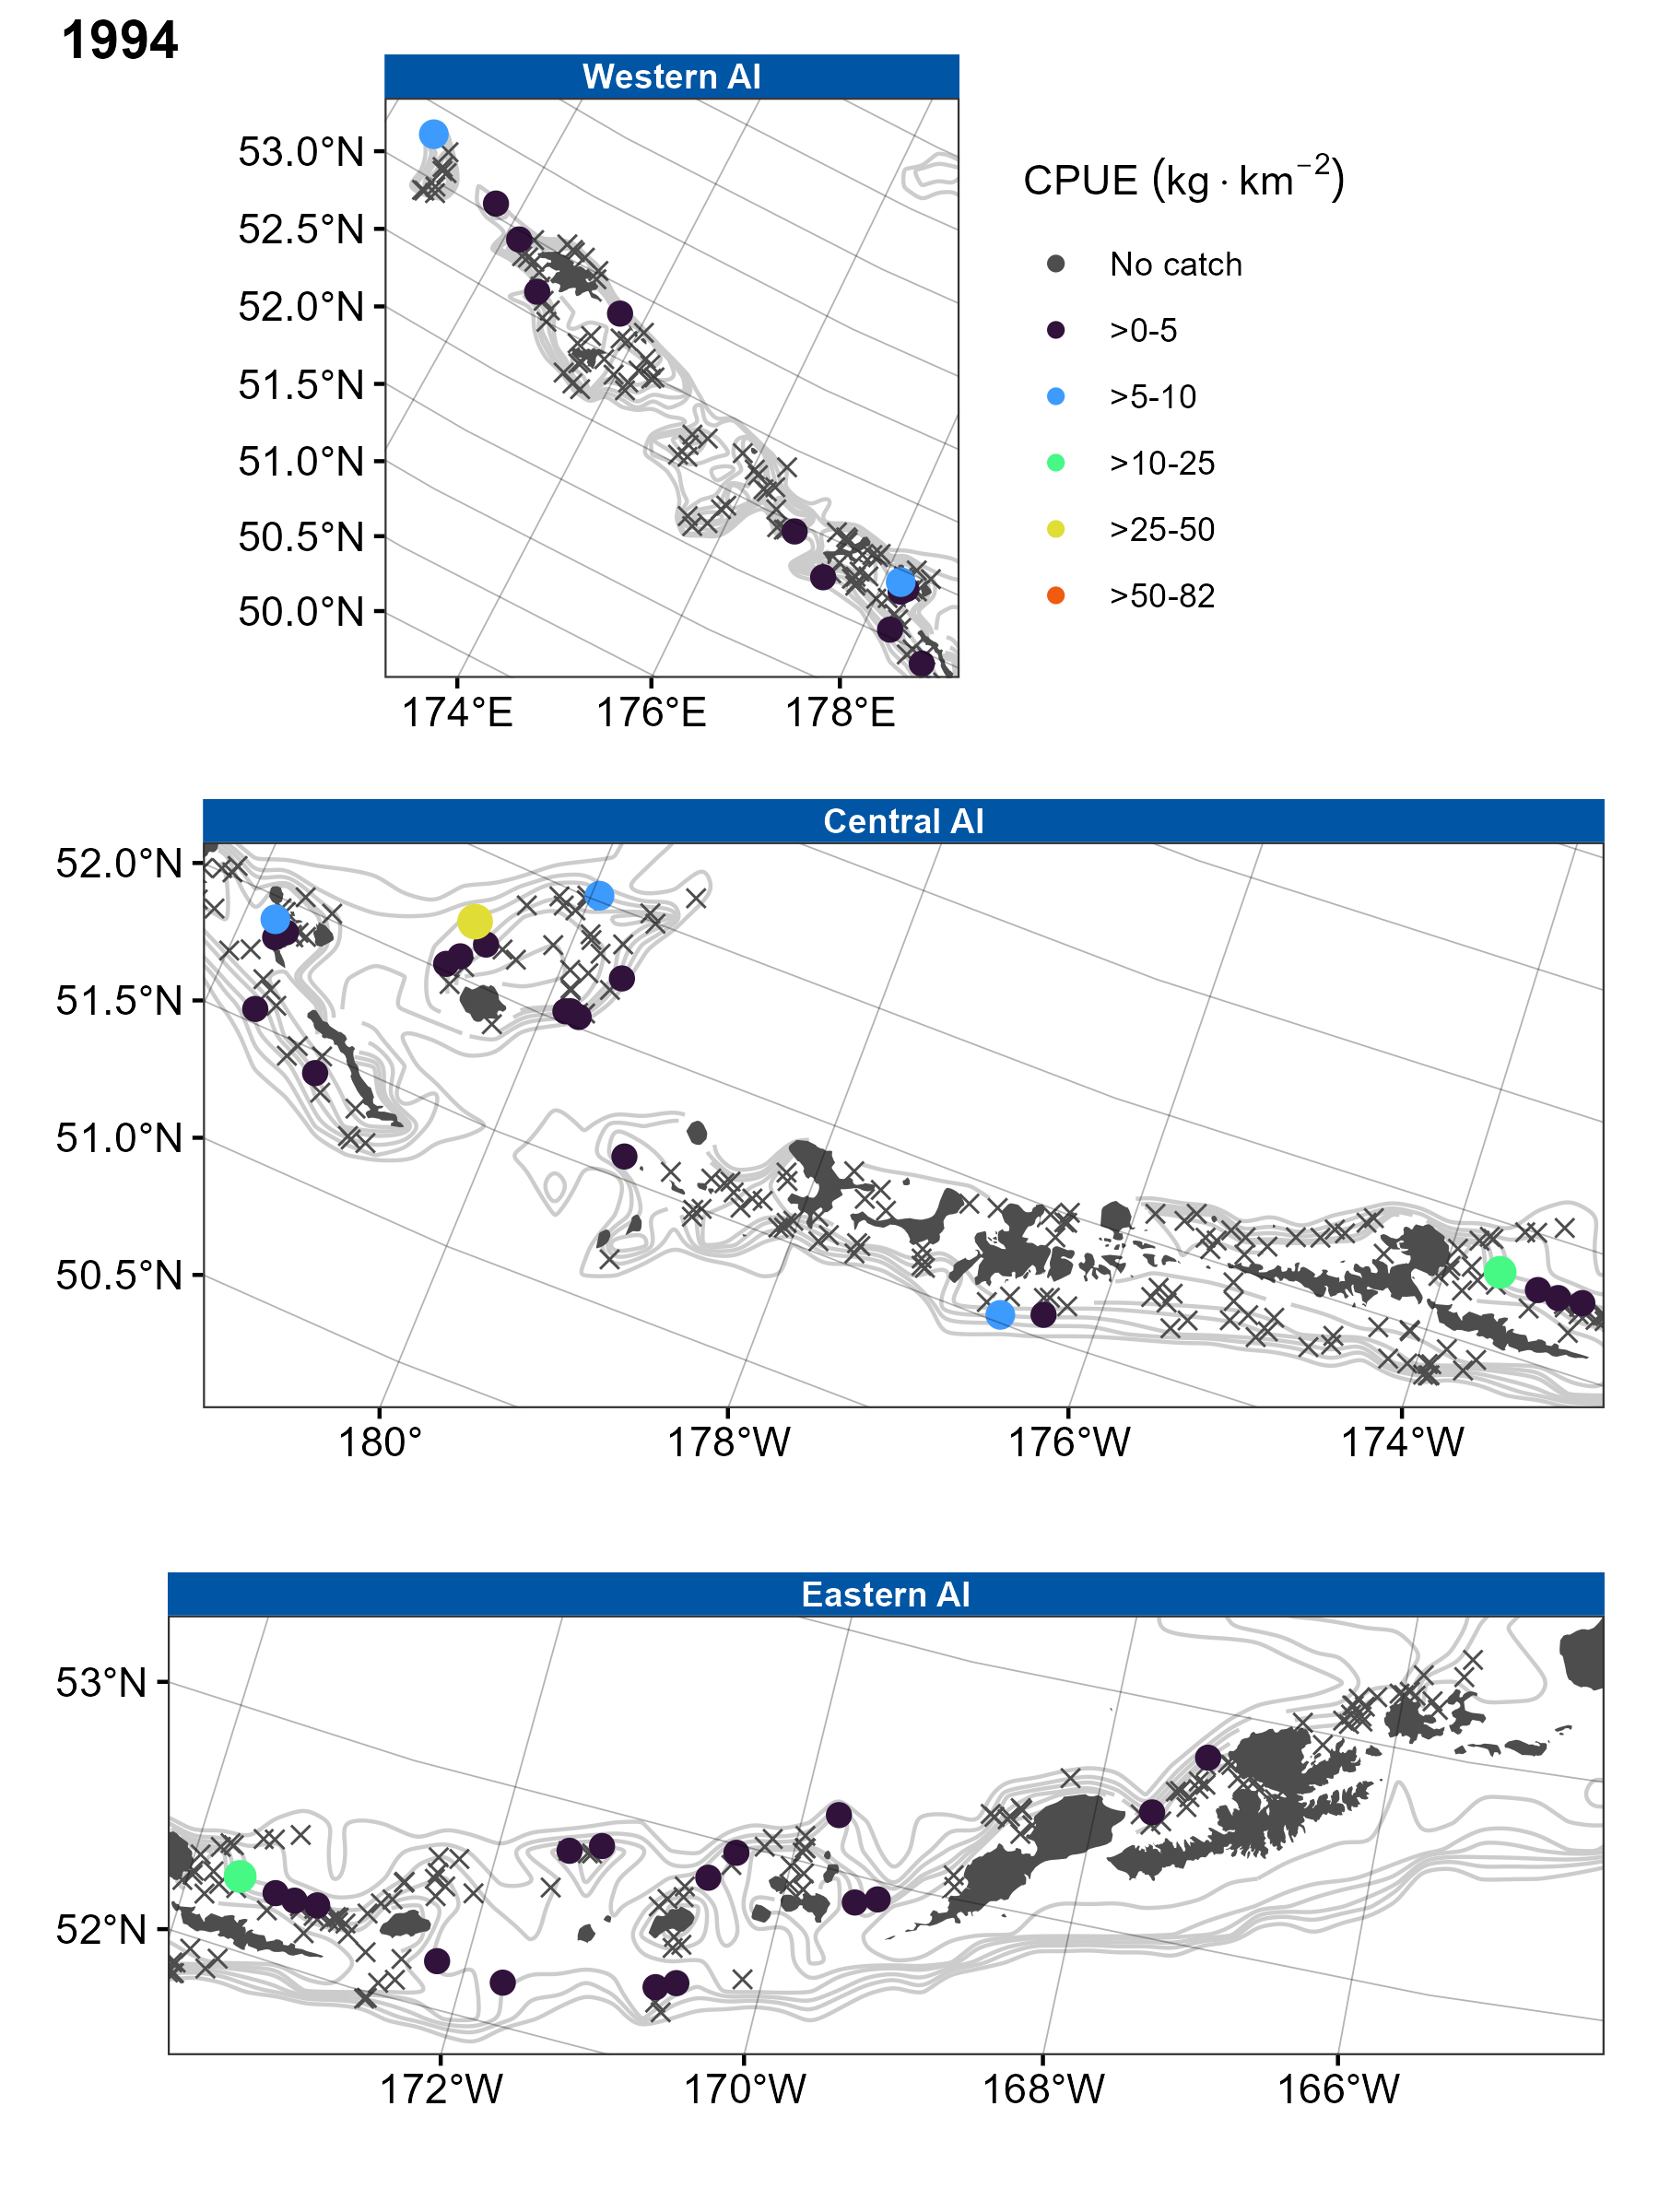 1994
Western AI
53.0°N
52.5°N
52.0°N
51.5°N
51.0°N
50.5°N
50.0°N
174°E 176°E 178°E
CPUE (kg · km⁻²)
No catch
>0-5
>5-10
>10-25
>25-50
>50-82
Central AI
52.0°N
51.5°N
51.0°N
50.5°N
180° 178°W 176°W 174°W
Eastern AI
53°N
52°N
172°W 170°W 168°W 166°W